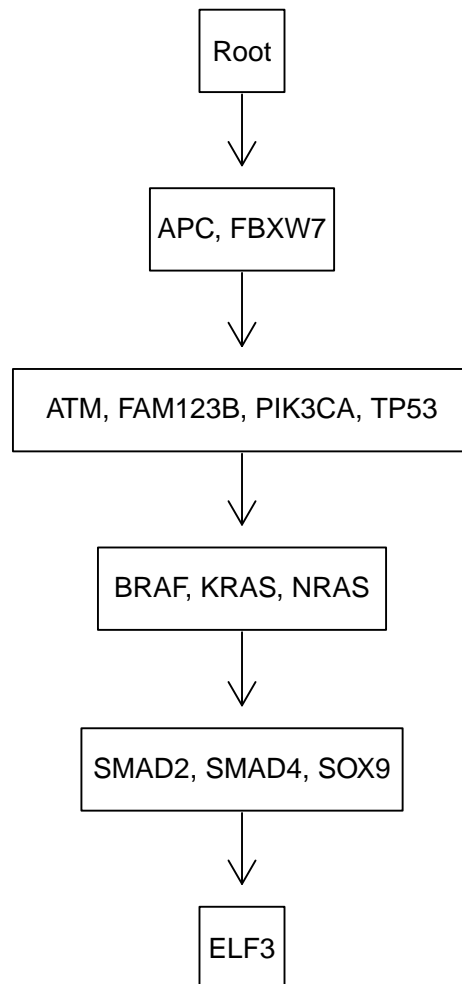 Root
APC, FBXW7
ATM, FAM123B, PIK3CA, TP53
BRAF, KRAS, NRAS
SMAD2, SMAD4, SOX9
ELF3